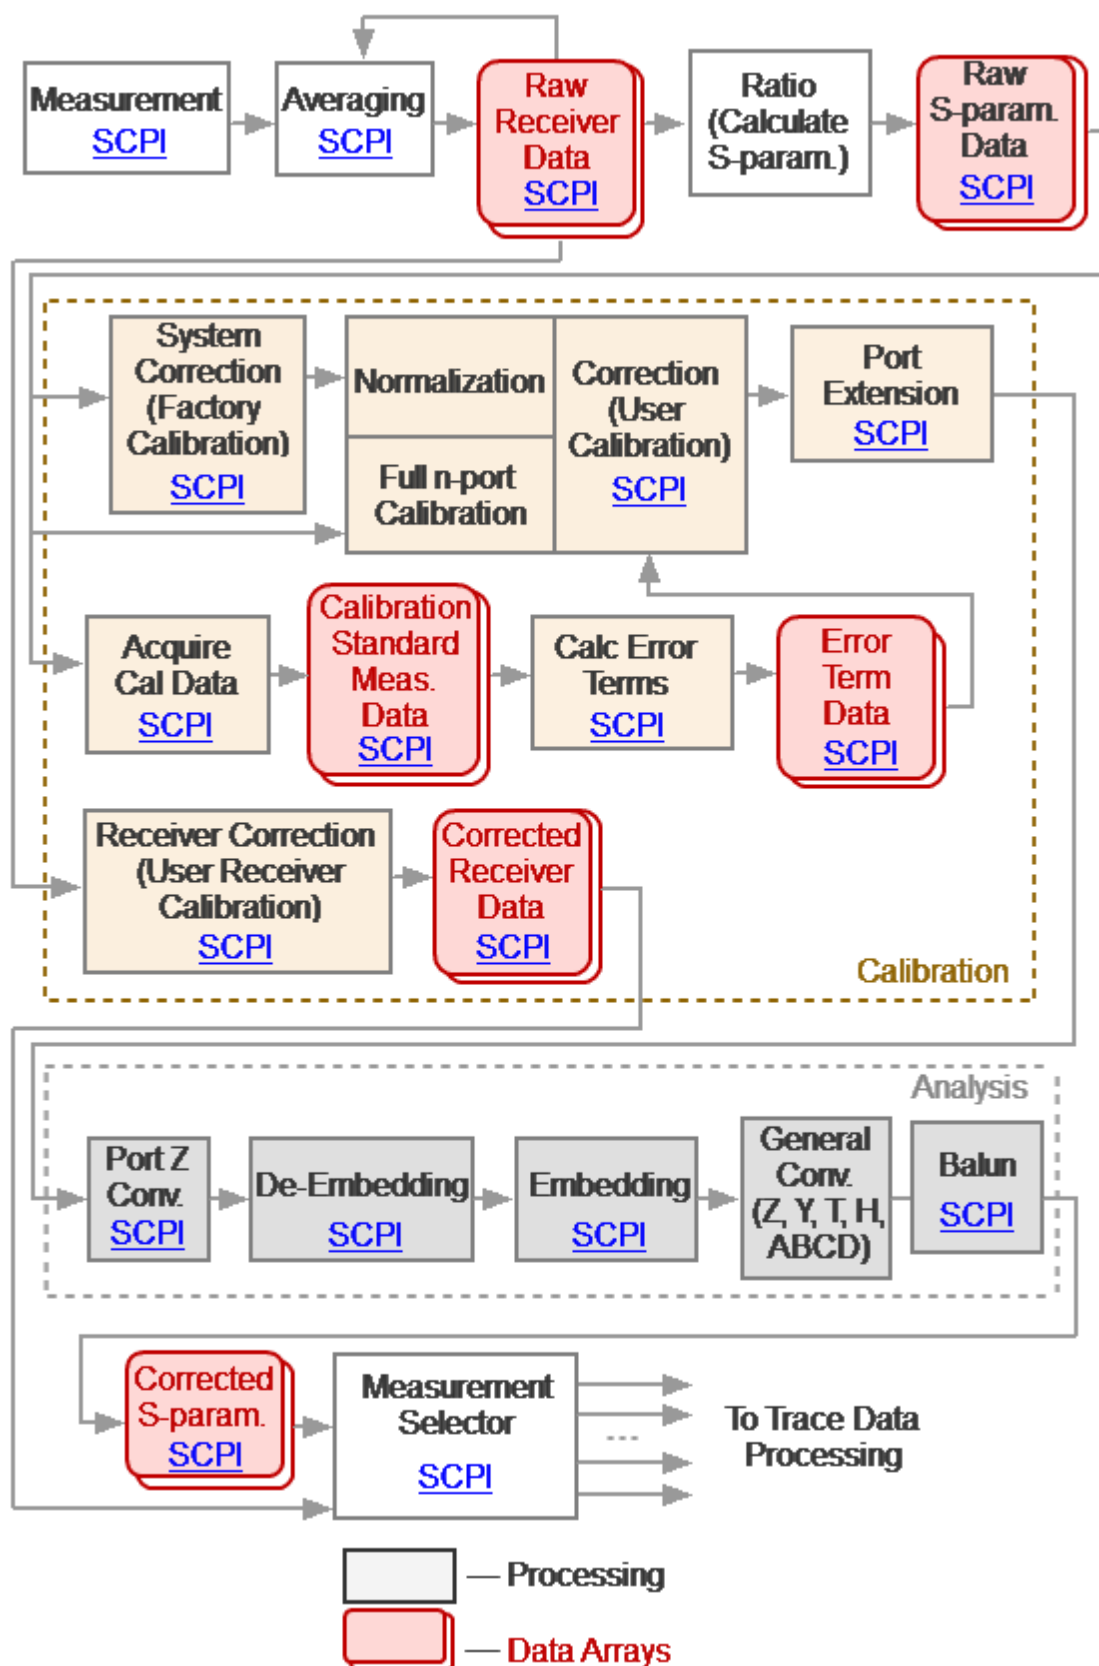 Measurement
SCPI
Averaging
SCPI
Raw
Receiver
Data
SCPI
Ratio
(Calculate
S-param.)
Raw
S-param.
Data
SCPI
System
Correction
(Factory
Calibration)
SCPI
Normalization
Full n-port
Calibration
Correction
(User
Calibration)
SCPI
Port
Extension
SCPI
Acquire
Cal Data
SCPI
Calibration
Standard
Meas.
Data
SCPI
Calc Error
Terms
SCPI
Error
Term
Data
SCPI
Receiver Correction
(User Receiver
Calibration)
SCPI
Corrected
Receiver
Data
SCPI
Calibration
Analysis
Port Z
Conv.
SCPI
De-Embedding
SCPI
Embedding
SCPI
General
Conv.
(Z, Y, T, H,
ABCD)
Balun
SCPI
Corrected
S-param.
SCPI
Measurement
Selector
SCPI
To Trace Data
Processing
— Processing
— Data Arrays